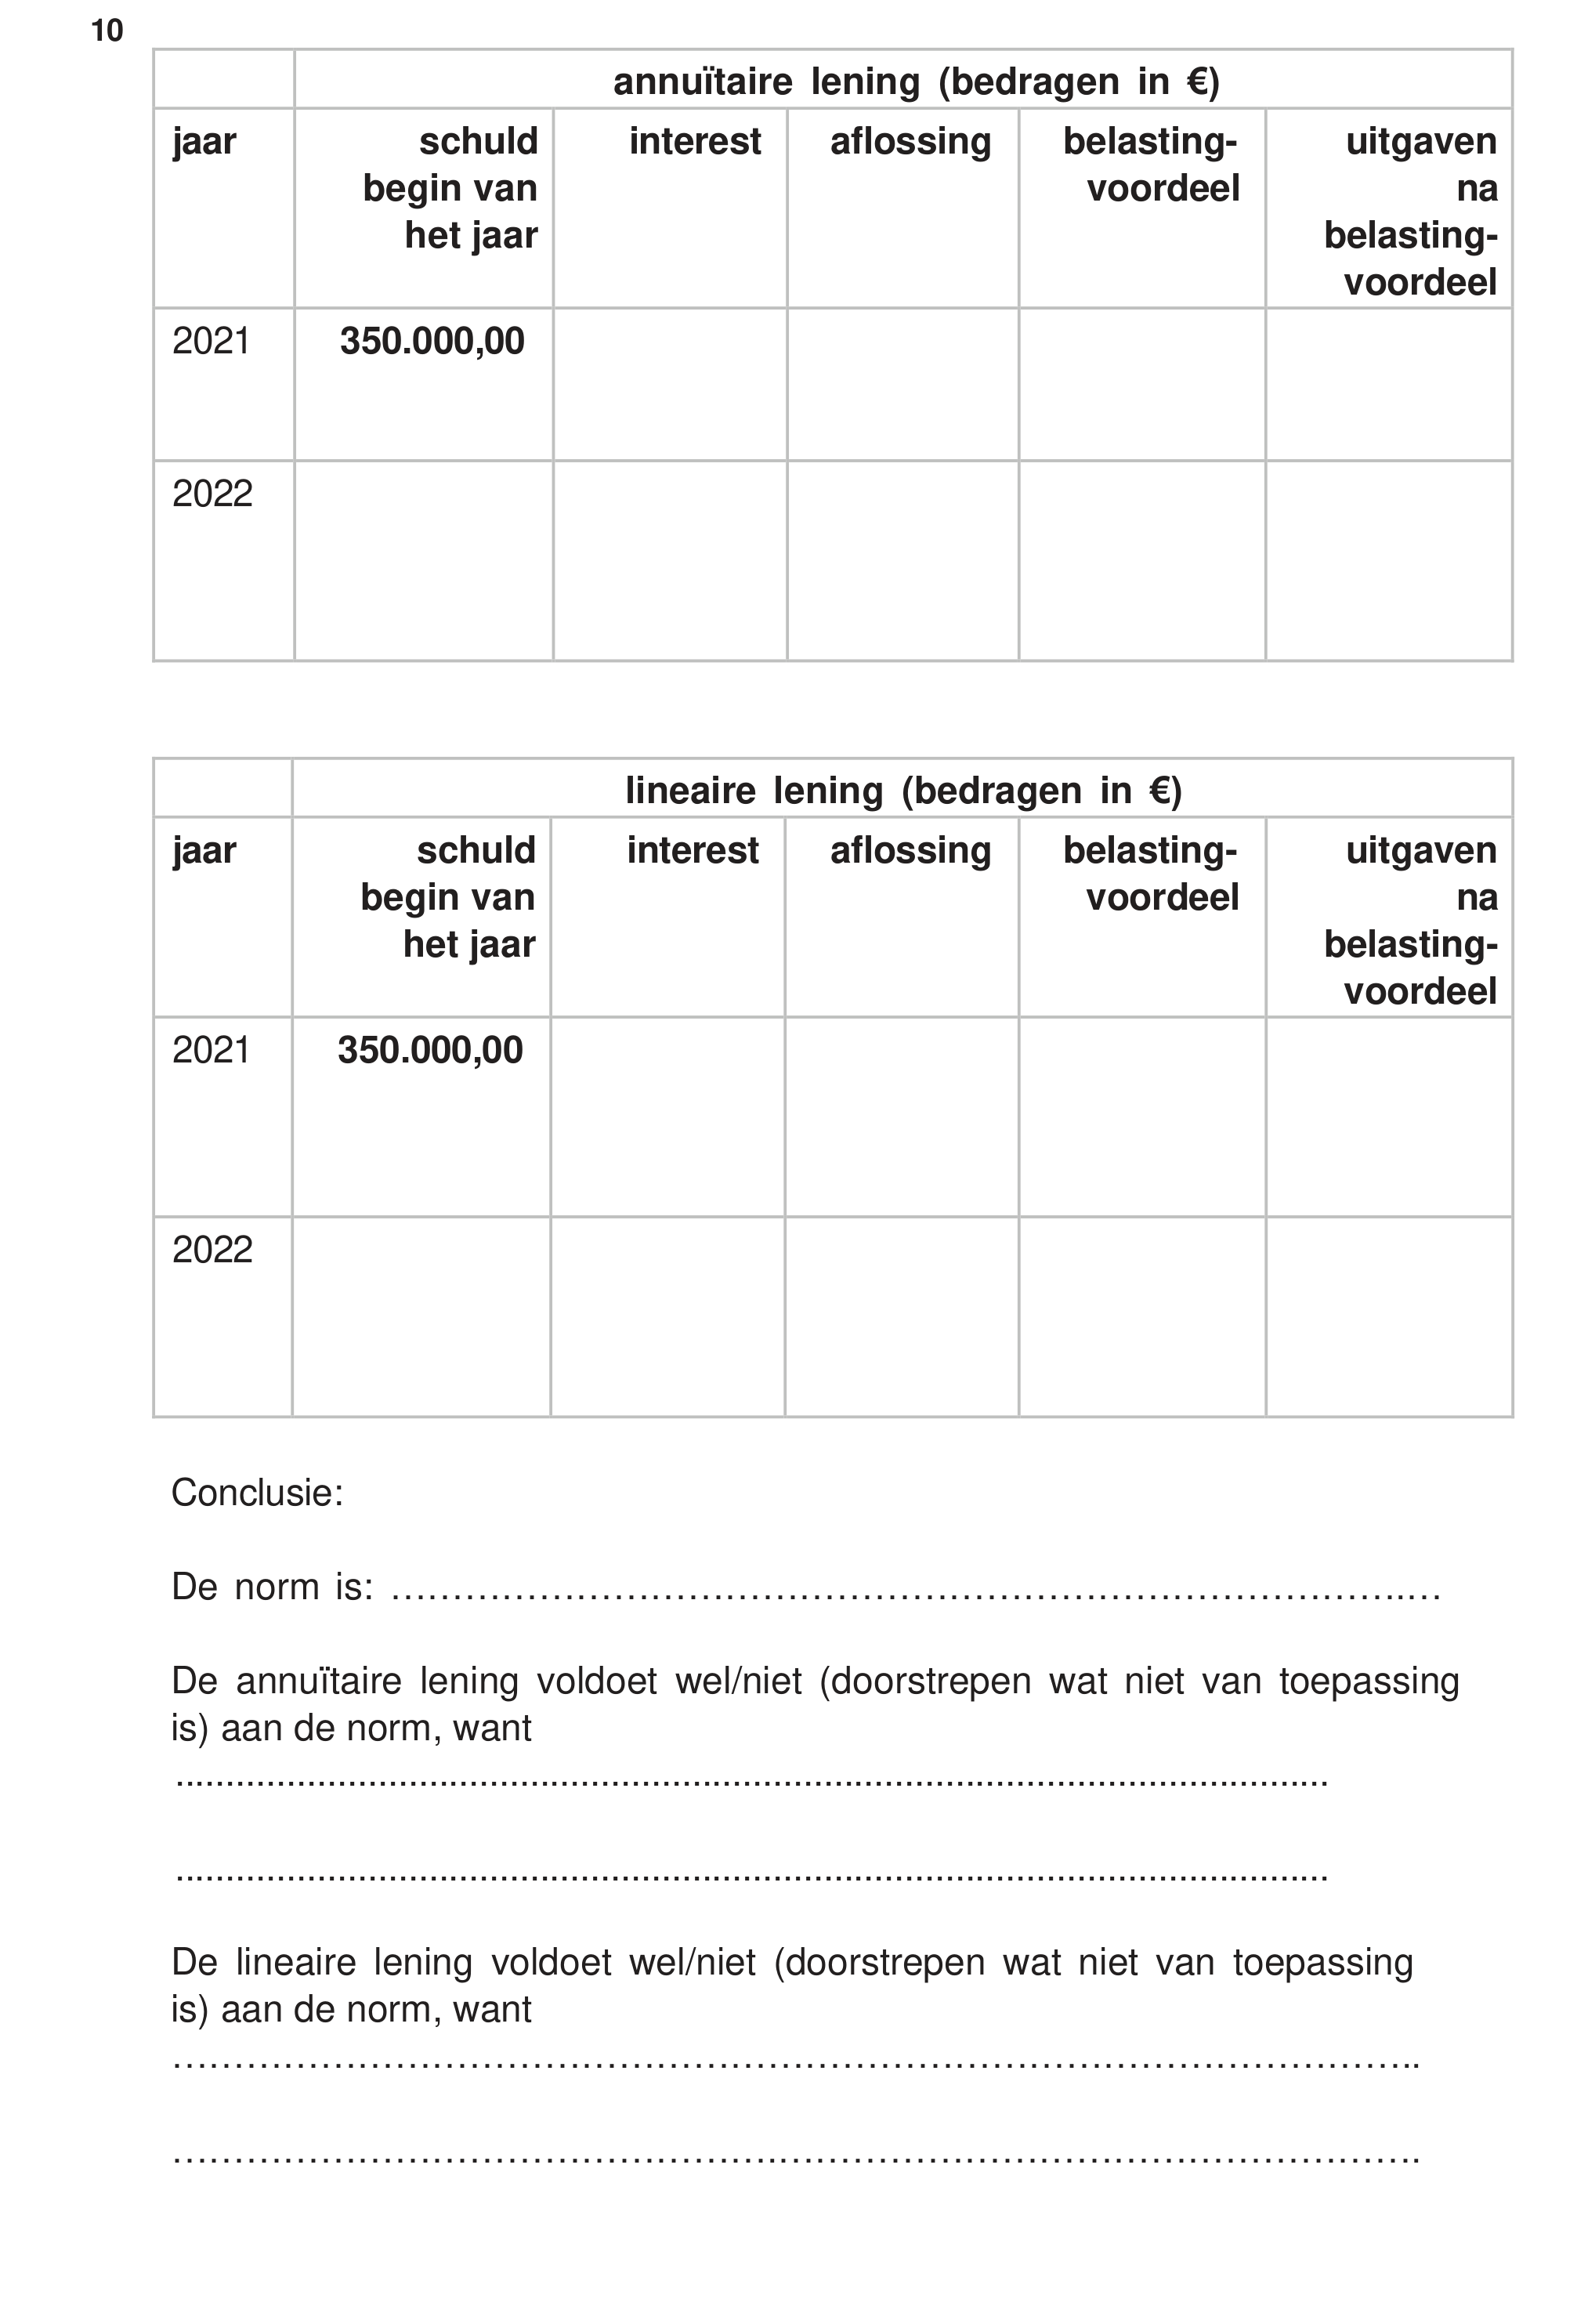 10
annuïtaire lening (bedragen in €)
jaar
schuld
begin van
het jaar
interest
aflossing
belasting-
voordeel
uitgaven
na
belasting-
voordeel
2021
350.000,00
2022
lineaire lening (bedragen in €)
jaar
schuld
begin van
het jaar
interest
aflossing
belasting-
voordeel
uitgaven
na
belasting-
voordeel
2021
350.000,00
2022
Conclusie:
De norm is: ……………………………………………………………………….…
De annuïtaire lening voldoet wel/niet (doorstrepen wat niet van toepassing
is) aan de norm, want
....................................................................................................................
....................................................................................................................
De lineaire lening voldoet wel/niet (doorstrepen wat niet van toepassing
is) aan de norm, want
………………………………………………………………………………………..
………………………………………….…………………………………………….